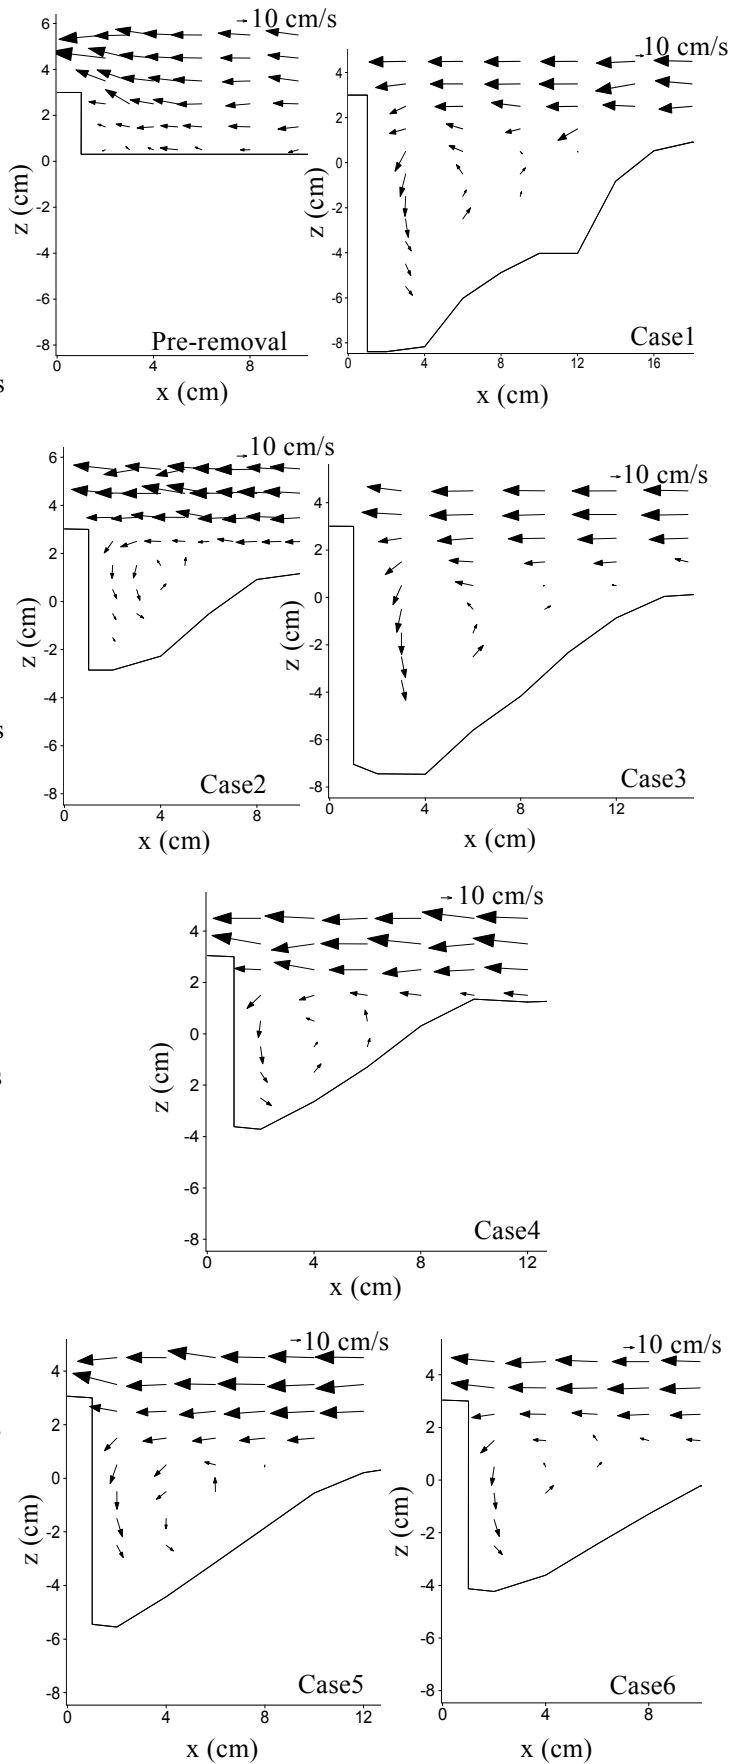 10 cm/s
6
4
2
0
-2
-4
-6
-8
z (cm)
Pre-removal
0 4 8
x (cm)
10 cm/s
4
2
0
-2
-4
-6
-8
z (cm)
Case1
0 4 8 12 16
x (cm)
s
10 cm/s
6
4
2
0
-2
-4
-6
-8
z (cm)
Case2
0 4 8
x (cm)
10 cm/s
4
2
0
-2
-4
-6
-8
z (cm)
Case3
0 4 8 12
x (cm)
s
10 cm/s
4
2
0
-2
-4
-6
-8
z (cm)
Case4
0 4 8 12
x (cm)
s
10 cm/s
4
2
0
-2
-4
-6
-8
z (cm)
Case5
0 4 8 12
x (cm)
10 cm/s
4
2
0
-2
-4
-6
-8
z (cm)
Case6
0 4 8
x (cm)